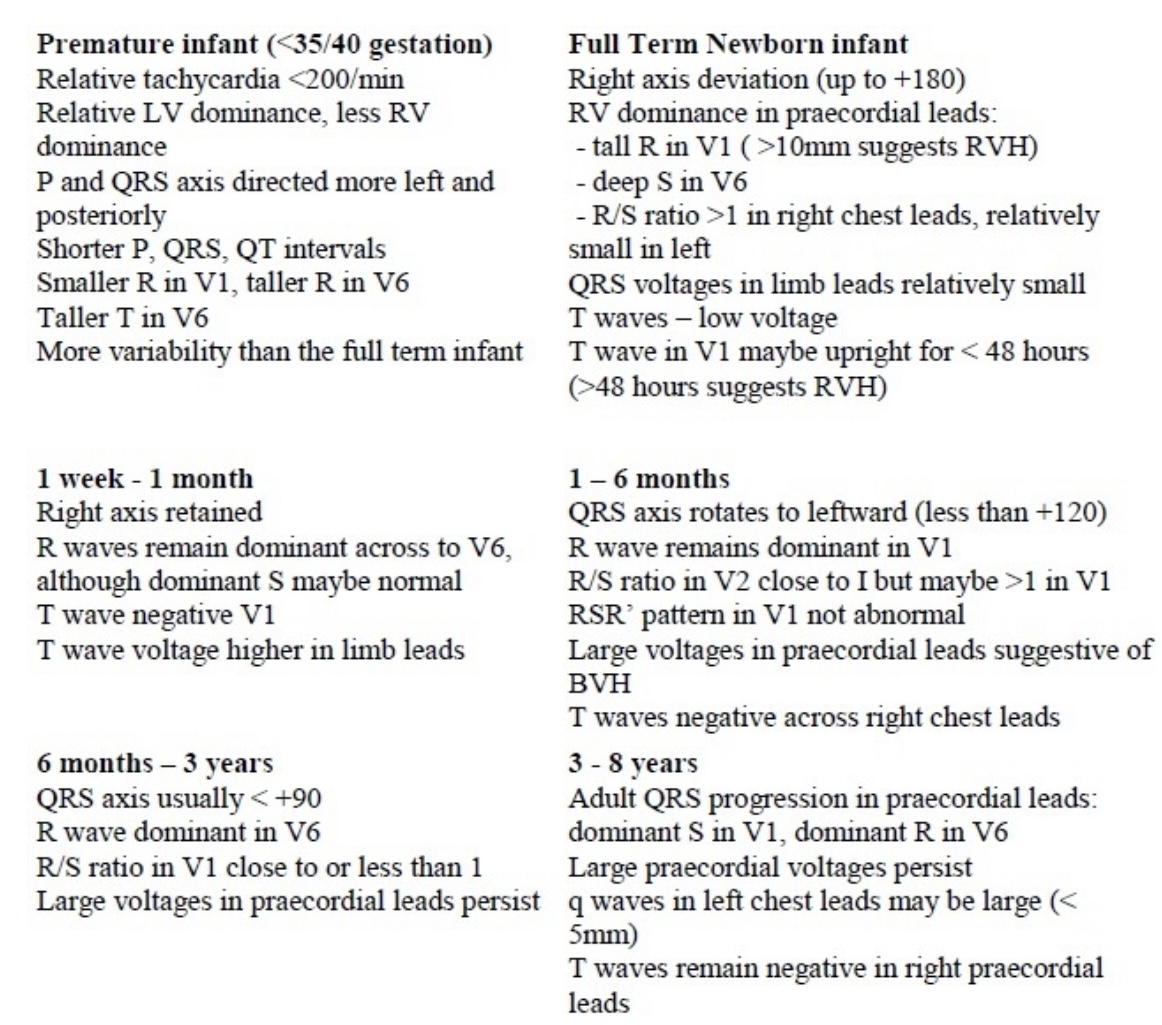 Premature infant (<35/40 gestation)
Relative tachycardia <200/min
Relative LV dominance, less RV
dominance
P and QRS axis directed more left and
posteriorly
Shorter P, QRS, QT intervals
Smaller R in V1, taller R in V6
Taller T in V6
More variability than the full term infant
Full Term Newborn infant
Right axis deviation (up to +180)
RV dominance in praecordial leads:
- tall R in V1 ( >10mm suggests RVH)
- deep S in V6
- R/S ratio >1 in right chest leads, relatively
small in left
QRS voltages in limb leads relatively small
T waves – low voltage
T wave in V1 maybe upright for < 48 hours
(>48 hours suggests RVH)
1 week - 1 month
Right axis retained
R waves remain dominant across to V6,
although dominant S maybe normal
T wave negative V1
T wave voltage higher in limb leads
1 – 6 months
QRS axis rotates to leftward (less than +120)
R wave remains dominant in V1
R/S ratio in V2 close to I but maybe >1 in V1
RSR’ pattern in V1 not abnormal
Large voltages in praecordial leads suggestive of
BVH
T waves negative across right chest leads
6 months – 3 years
QRS axis usually < +90
R wave dominant in V6
R/S ratio in V1 close to or less than 1
Large voltages in praecordial leads persist
3 - 8 years
Adult QRS progression in praecordial leads:
dominant S in V1, dominant R in V6
Large praecordial voltages persist
q waves in left chest leads may be large (<
5mm)
T waves remain negative in right praecordial
leads